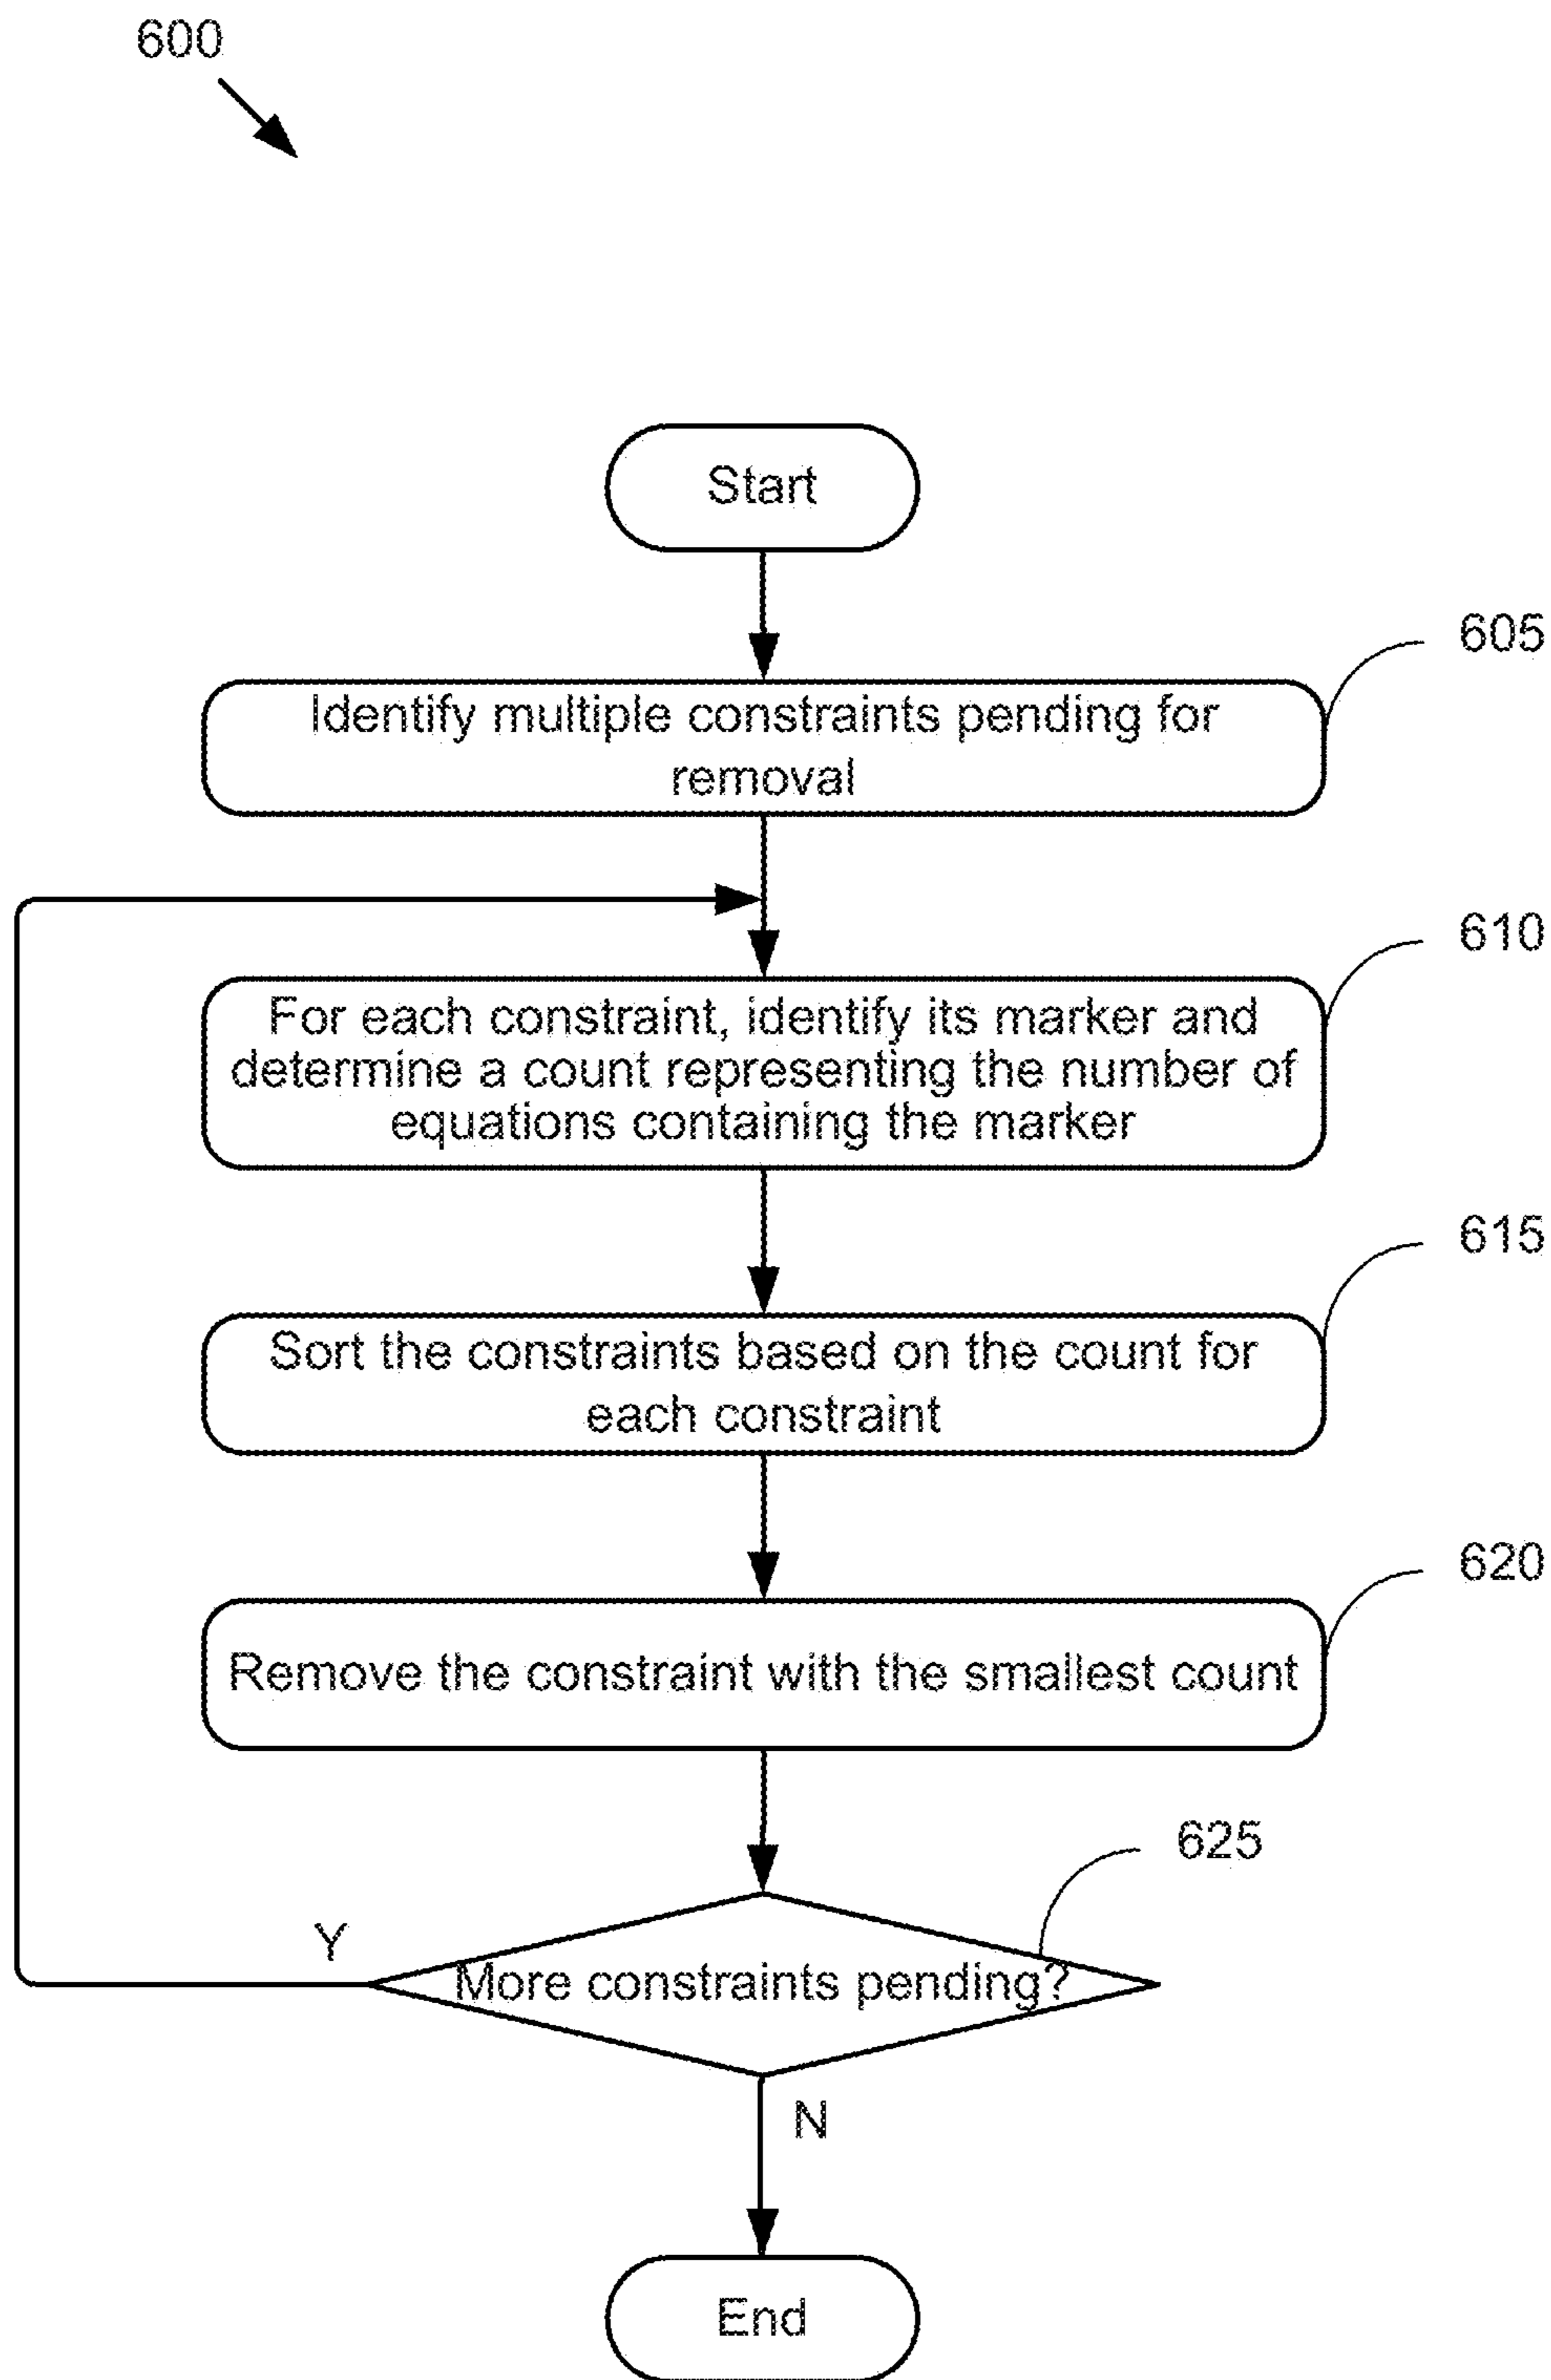 600
Start
605
Identify multiple constraints pending for
removal
610
For each constraint, identify its marker and
determine a count representing the number of
equations containing the marker
615
Sort the constraints based on the count for
each constraint
620
Remove the constraint with the smallest count
625
Y
More constraints pending?
N
End